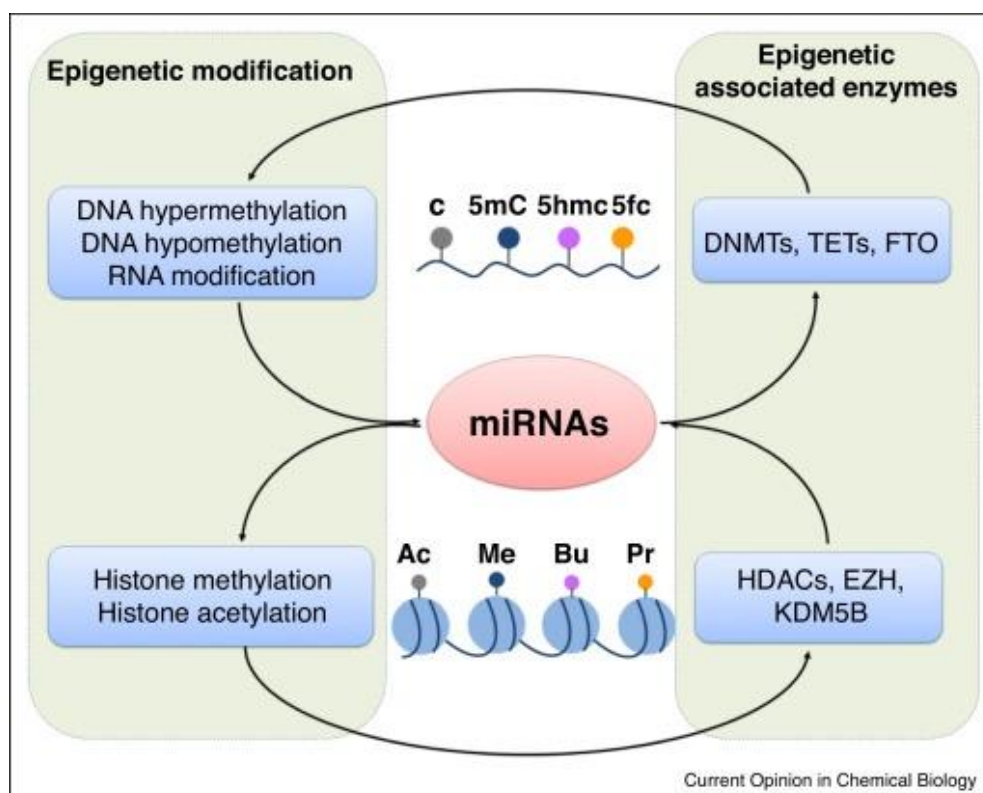 Epigenetic modification
Epigenetic
associated enzymes
c 5mC 5hmc 5fc
DNA hypermethylation
DNA hypomethylation
RNA modification
DNMTs, TETs, FTO
miRNAs
Ac Me Bu Pr
Histone methylation
Histone acetylation
HDACs, EZH,
KDM5B
Current Opinion in Chemical Biology